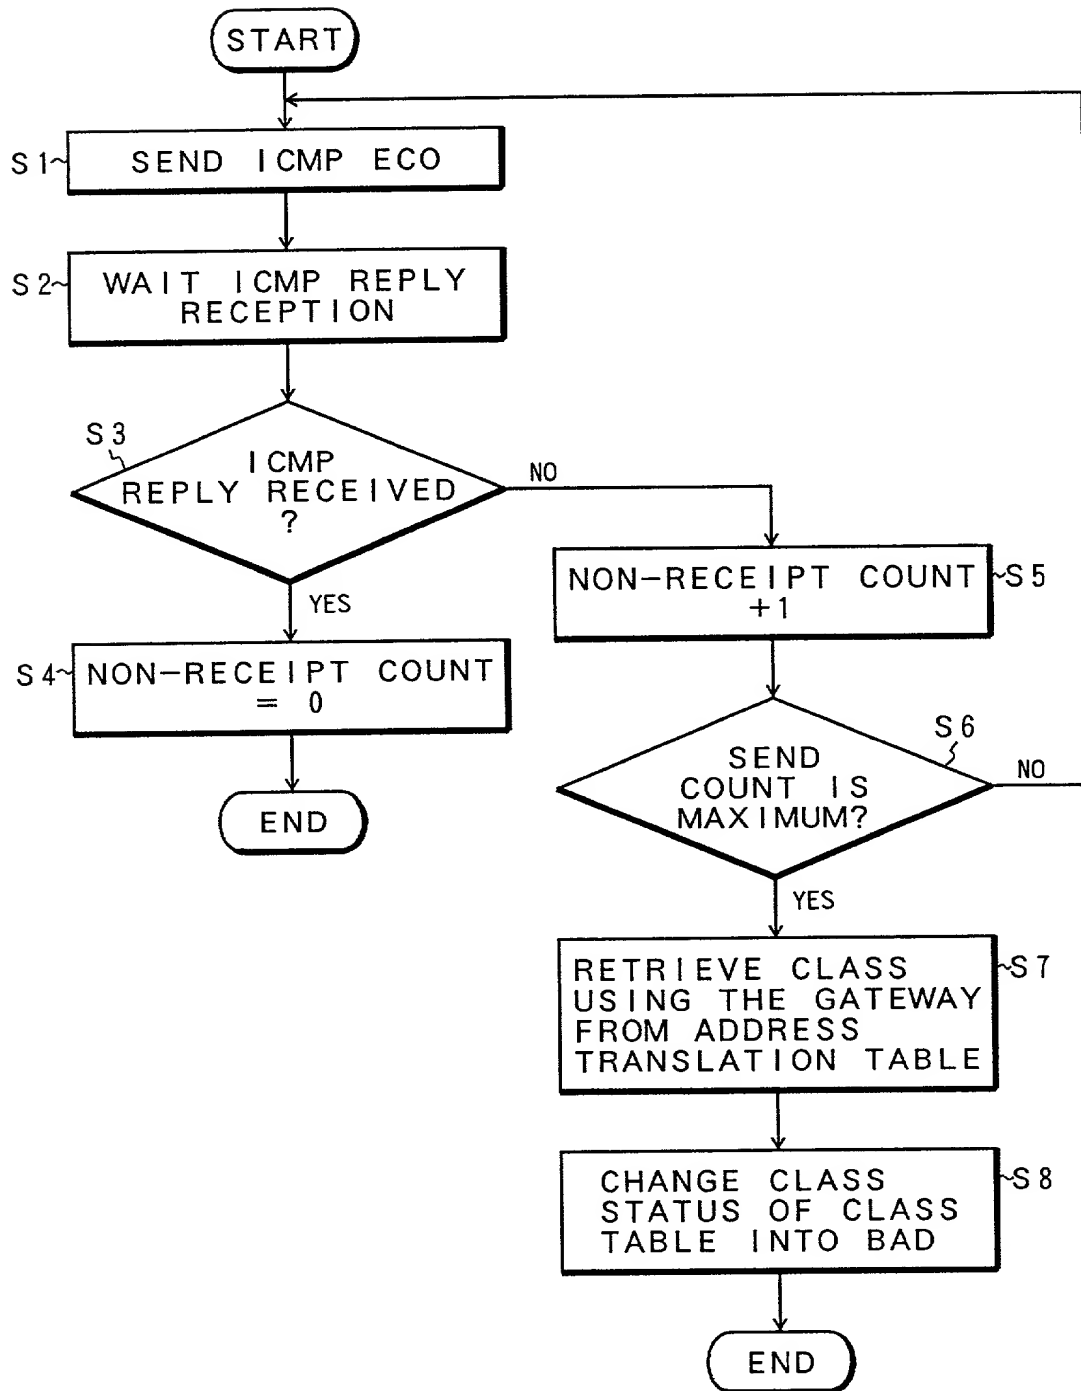 START
S1
SEND ICMP ECO
S2
WAIT ICMP REPLY
RECEPTION
S3
ICMP
REPLY RECEIVED
?
NO
YES
S4
NON-RECEIPT COUNT
= 0
END
NON-RECEIPT COUNT
+1
S5
S6
SEND
COUNT IS
MAXIMUM?
NO
YES
RETRIEVE CLASS
USING THE GATEWAY
FROM ADDRESS
TRANSLATION TABLE
S7
CHANGE CLASS
STATUS OF CLASS
TABLE INTO BAD
S8
END